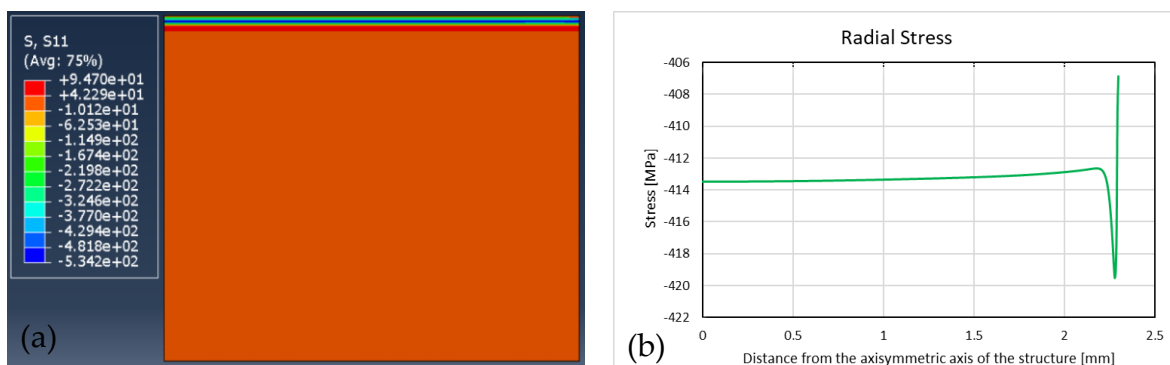 S, S11
(Avg: 75%)
+9.470e+01
+4.229e+01
-1.012e+01
-6.253e+01
-1.149e+02
-1.674e+02
-2.198e+02
-2.722e+02
-3.246e+02
-3.770e+02
-4.294e+02
-4.818e+02
-5.342e+02
(a)
Radial Stress
-406
-408
-410
-412
-414
-416
-418
-420
-422
Stress [MPa]
0
0.5
1
1.5
2
2.5
Distance from the axisymmetric axis of the structure [mm]
(b)